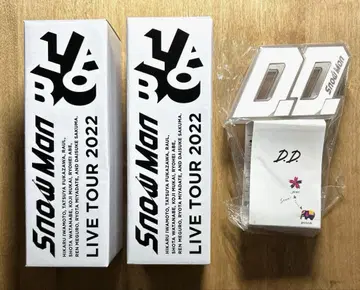 LABO
Snow Man
HIKARU IWAMOTO, TATSUYA FUKAZAWA, RAUL,
SHOTA WATANABE, KOJI MUKAI, RYOHEI ABE,
REN MEGURO, RYOTA MIYADATE, AND DAISUKE SAKUMA.
LIVE TOUR 2022
LABO
Snow Man
HIKARU IWAMOTO, TATSUYA FUKAZAWA, RAUL,
SHOTA WATANABE, KOJI MUKAI, RYOHEI ABE,
REN MEGURO, RYOTA MIYADATE, AND DAISUKE SAKUMA.
LIVE TOUR 2022
D.D.
Snow Man
D.D.